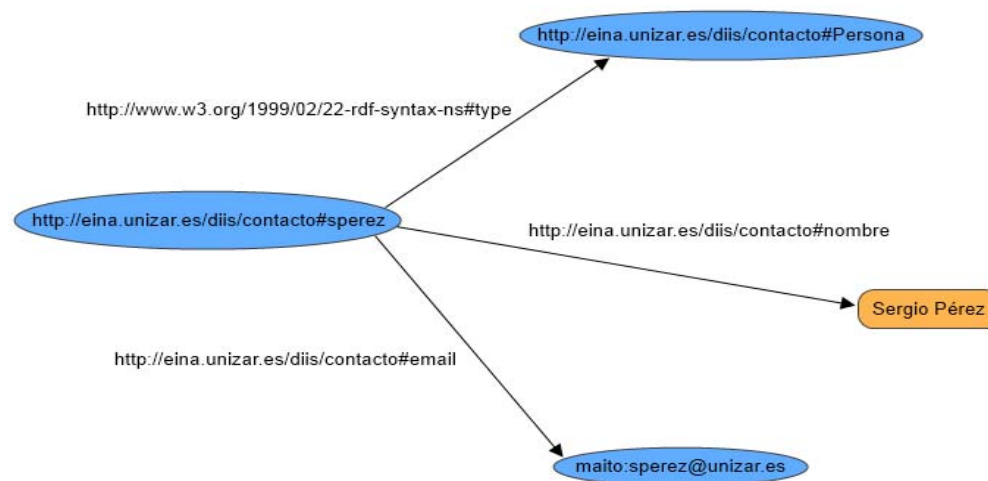 http://eina.unizar.es/diis/contacto#Persona
http://www.w3.org/1999/02/22-rdf-syntax-ns#type
http://eina.unizar.es/diis/contacto#sperez
http://eina.unizar.es/diis/contacto#nombre
Sergio Pérez
http://eina.unizar.es/diis/contacto#email
maito:sperez@unizar.es